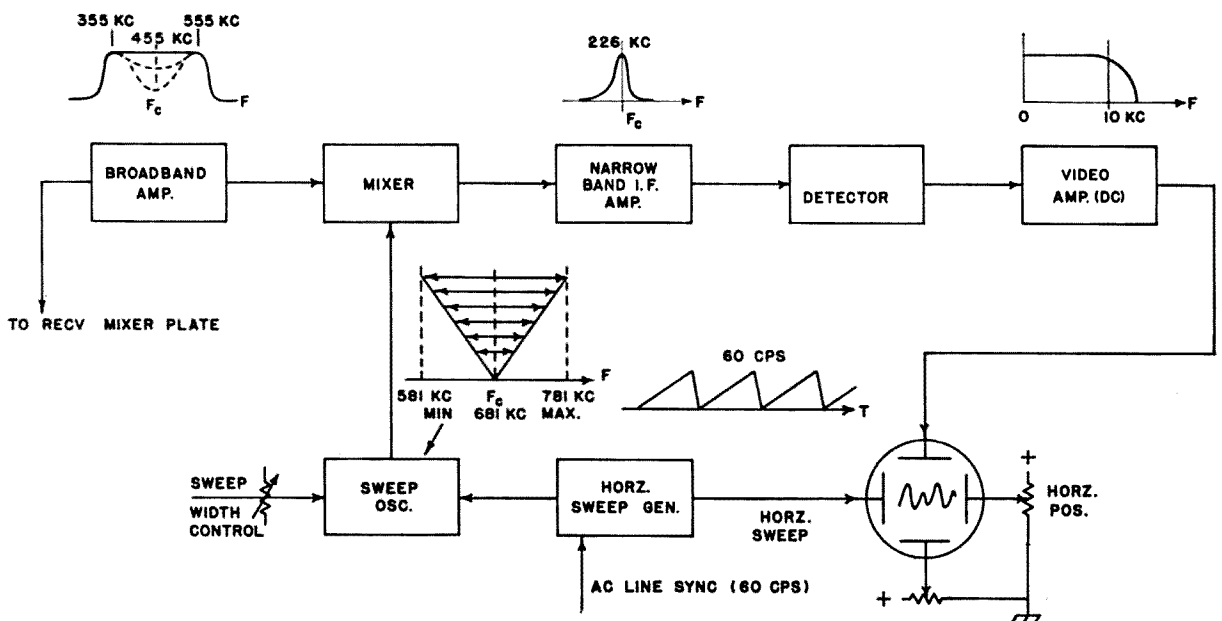 355 KC
555 KC
455 KC
Fc
F
226 KC
F
Fc
0
10 KC
F
BROADBAND
AMP.
MIXER
NARROW
BAND I.F.
AMP.
DETECTOR
VIDEO
AMP. (DC)
TO RECV MIXER PLATE
F
581 KC
MIN
Fc
681 KC
781 KC
MAX.
60 CPS
T
SWEEP
WIDTH
CONTROL
SWEEP
OSC.
HORZ.
SWEEP GEN.
HORZ.
SWEEP
+
HORZ.
POS.
AC LINE SYNC (60 CPS)
+